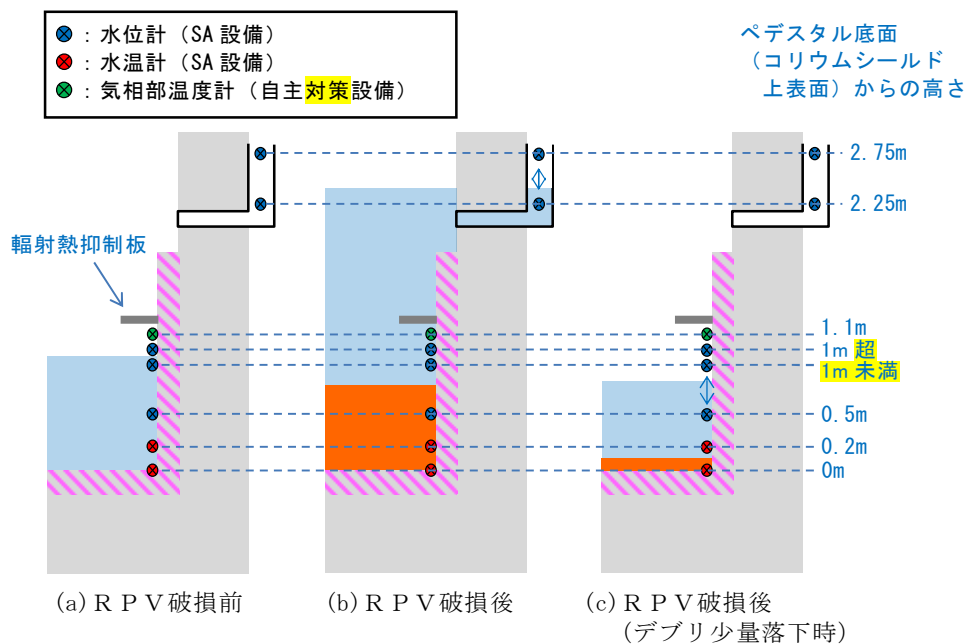 ：水位計（SA 設備）
：水温計（SA 設備）
：気相部温度計（自主対策設備）
ペデスタル底面
（コリウムシールド
上表面）からの高さ
2.75m
2.25m
輻射熱抑制板
1.1m
1m 超
1m 未満
0.5m
0.2m
0m
(a) ＲＰＶ破損前
(b) ＲＰＶ破損後
(c) ＲＰＶ破損後
(デブリ少量落下時)